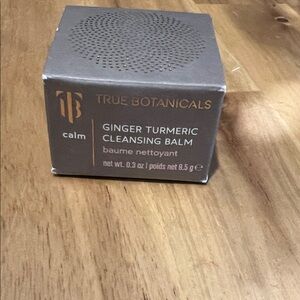 TB
TRUE BOTANICALS
calm
GINGER TURMERIC
CLEANSING BALM
baume nettoyant
net wt. 0.3 oz | poids net 8.5 g ℮